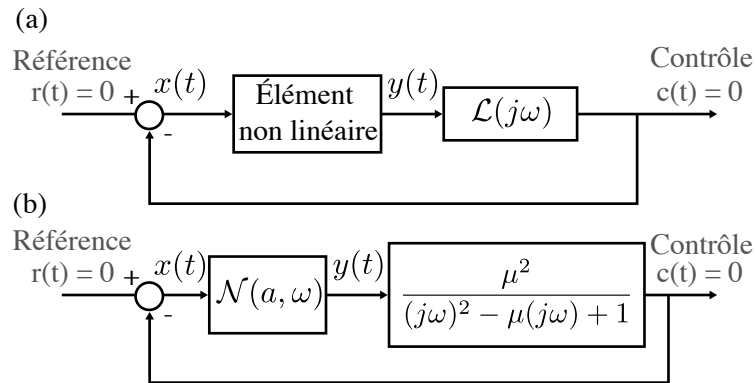 (a)
Référence
r(t) = 0
+
-
x(t)
Élément
non linéaire
y(t)
ℒ(jω)
Contrôle
c(t) = 0
(b)
Référence
r(t) = 0
+
-
x(t)
𝒩(a, ω)
y(t)
μ²
(jω)² − μ(jω) + 1
Contrôle
c(t) = 0